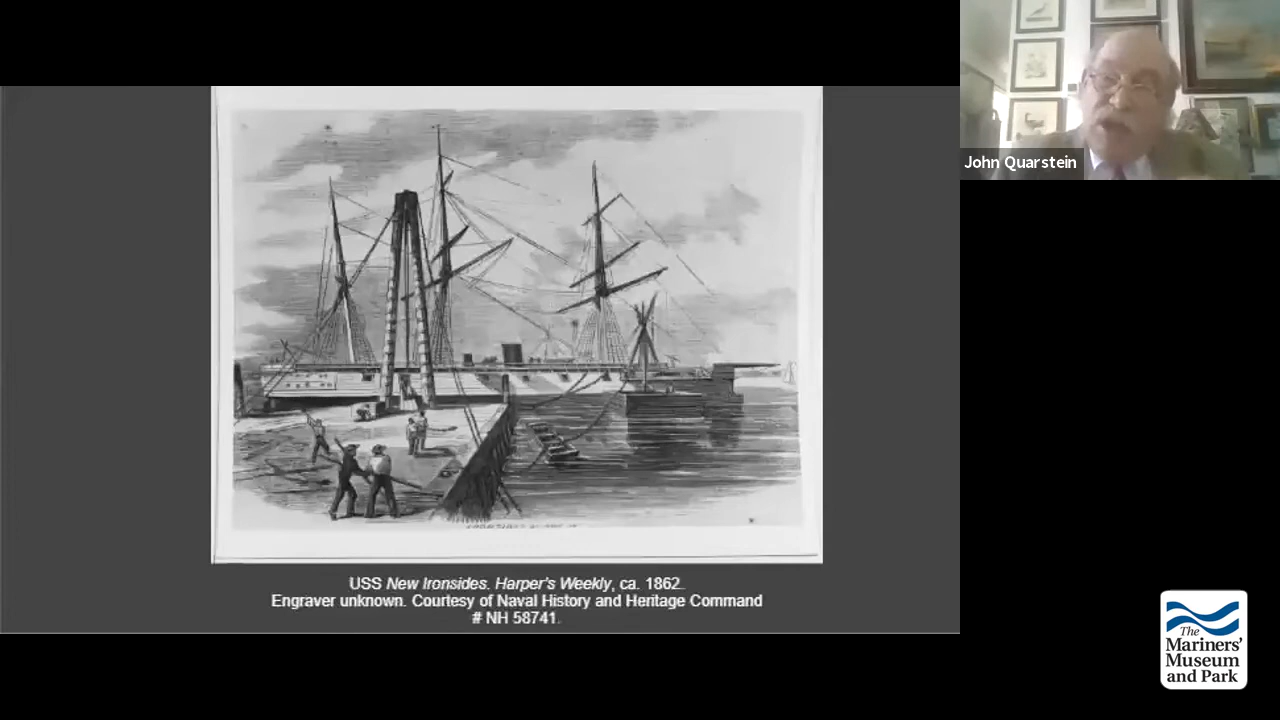 John Quarstein
USS New Ironsides. Harper's Weekly, ca. 1862.
Engraver unknown. Courtesy of Naval History and Heritage Command
# NH 58741.
The
Mariners'
Museum
and Park